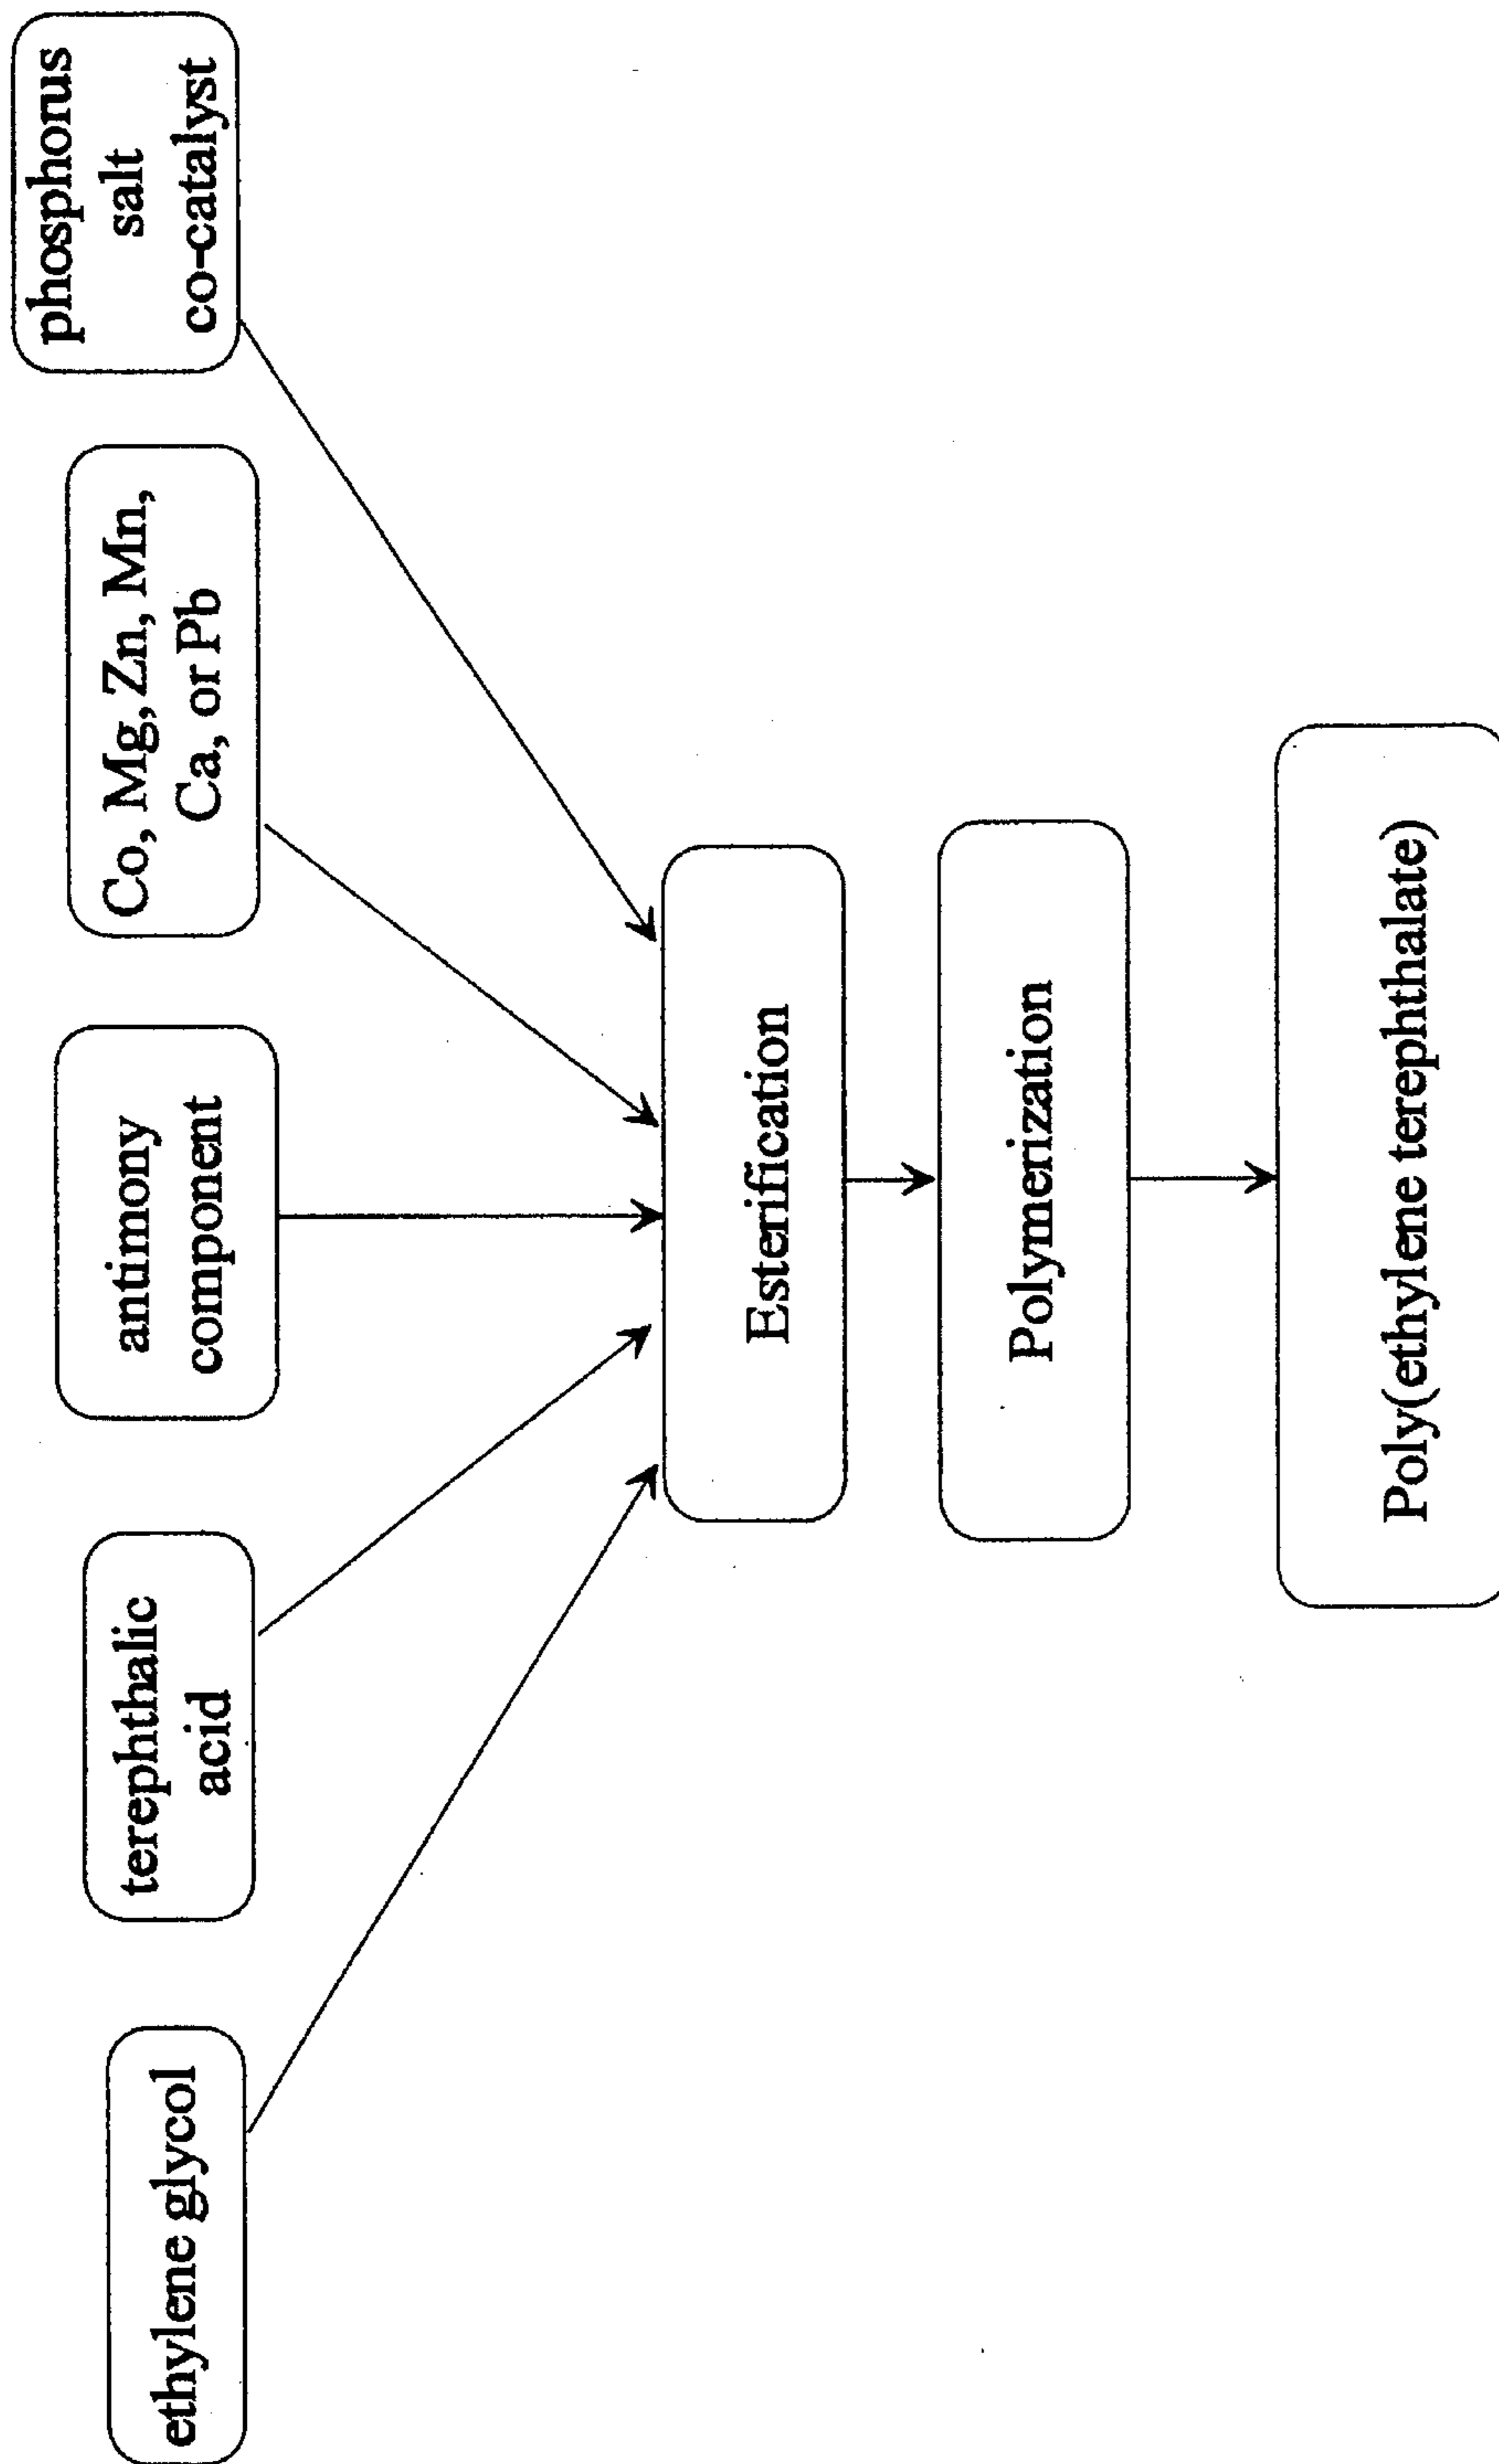 ethylene glycol
terephthalic
acid
antimony
component
Co, Mg, Zn, Mn,
Ca, or Pb
phosphorus
salt
co-catalyst
Esterification
Polymerization
Poly(ethylene terephthalate)